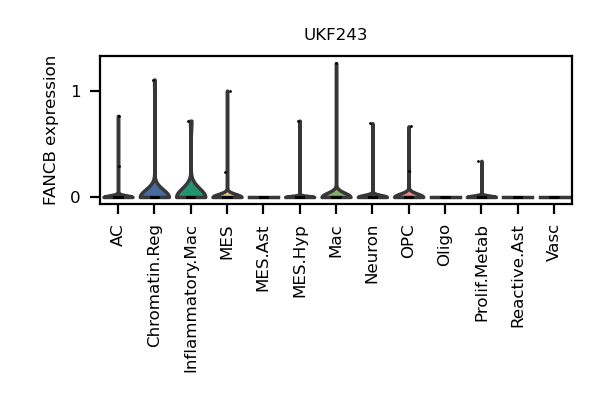 UKF243
FANCB expression
1
0
AC
Chromatin.Reg
Inflammatory.Mac
MES
MES.Ast
MES.Hyp
Mac
Neuron
OPC
Oligo
Prolif.Metab
Reactive.Ast
Vasc